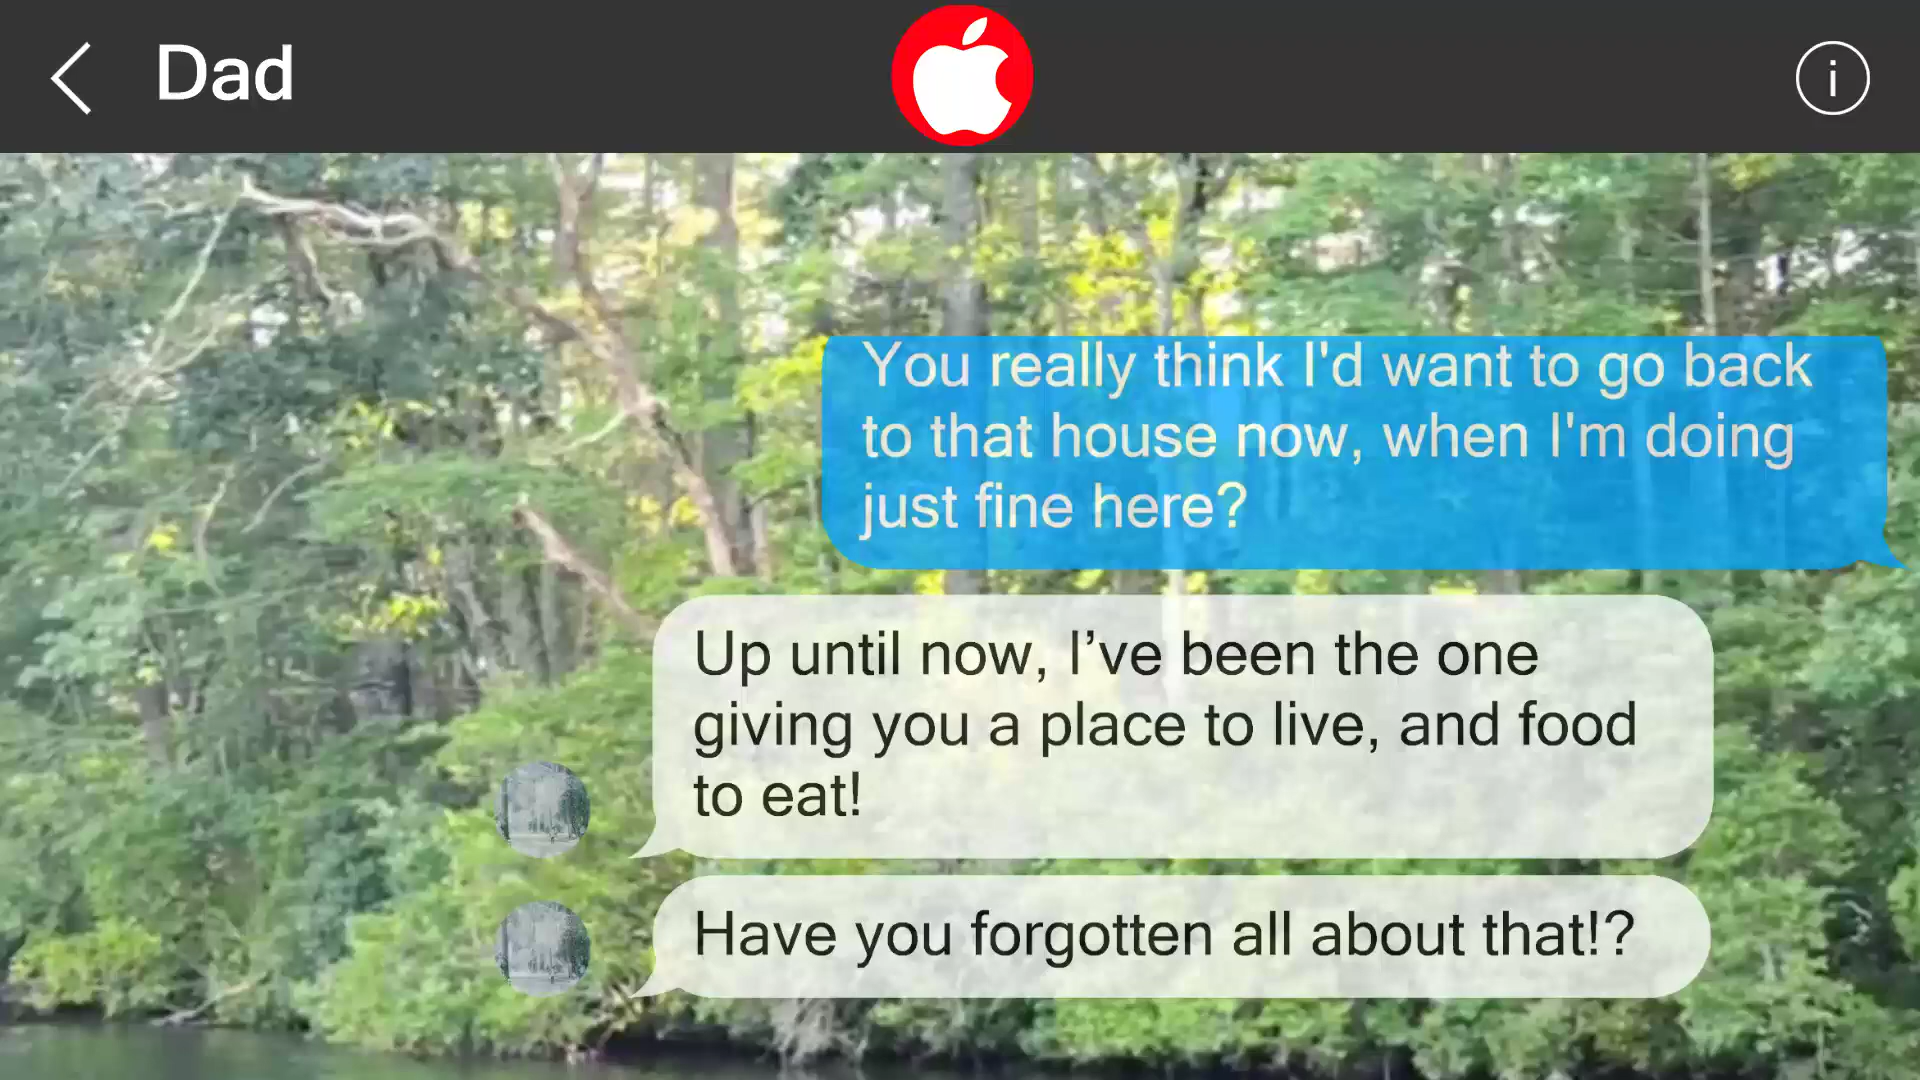 Dad
You really think I'd want to go back
to that house now, when I'm doing
just fine here?
Up until now, I’ve been the one
giving you a place to live, and food
to eat!
Have you forgotten all about that!?